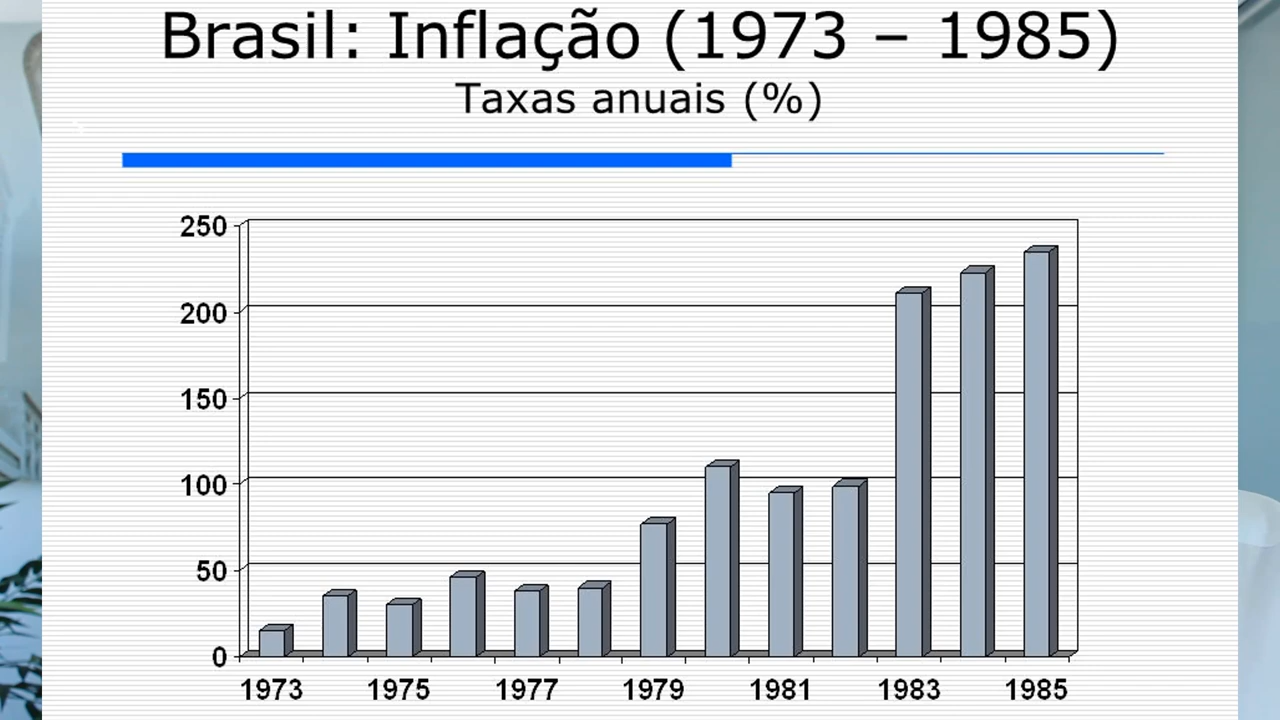 Brasil: Inflação (1973 – 1985)
Taxas anuais (%)
250
200
150
100
50
0
1973 1975 1977 1979 1981 1983 1985